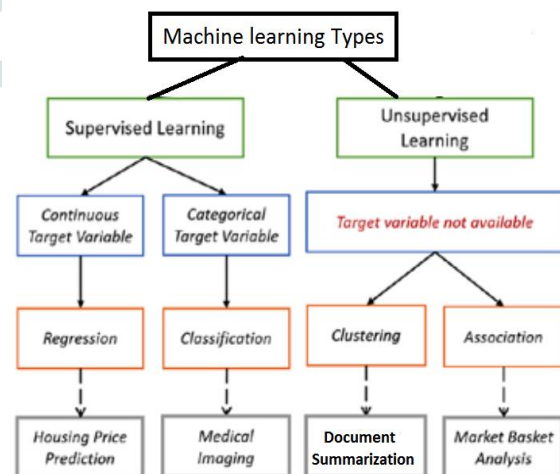 Machine learning Types
Supervised Learning
Unsupervised
Learning
Continuous
Target Variable
Categorical
Target Variable
Target variable not available
Regression
Classification
Clustering
Association
Housing Price
Prediction
Medical
Imaging
Document
Summarization
Market Basket
Analysis